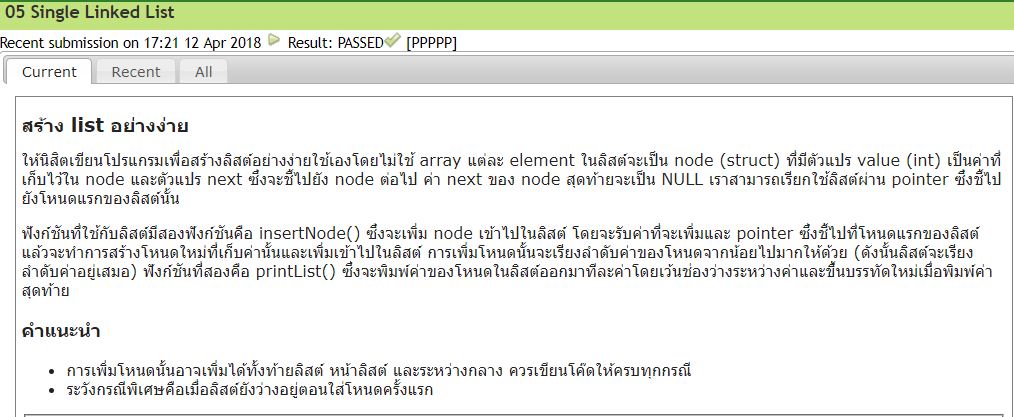 05 Single Linked List
Recent submission on 17:21 12 Apr 2018 Result: PASSED [PPPPP]
Current Recent All
สร้าง list อย่างง่าย
ให้นิสิตเขียนโปรแกรมเพื่อสร้างลิสต์อย่างง่ายใช้เองโดยไม่ใช้ array แต่ละ element ในลิสต์จะเป็น node (struct) ที่มีตัวแปร value (int) เป็นค่าที่
เก็บไว้ใน node และตัวแปร next ซึ่งจะชี้ไปยัง node ต่อไป ค่า next ของ node สุดท้ายจะเป็น NULL เราสามารถเรียกใช้ลิสต์ผ่าน pointer ซึ่งชี้ไป
ยังโหนดแรกของลิสต์นั้น
ฟังก์ชันที่ใช้กับลิสต์มีสองฟังก์ชันคือ insertNode() ซึ่งจะเพิ่ม node เข้าไปในลิสต์ โดยจะรับค่าที่จะเพิ่มและ pointer ซึ่งชี้ไปที่โหนดแรกของลิสต์
แล้วจะทำการสร้างโหนดใหม่ที่เก็บค่านั้นและเพิ่มเข้าไปในลิสต์ การเพิ่มโหนดนั้นจะเรียงลำดับค่าของโหนดจากน้อยไปมากให้ด้วย (ดังนั้นลิสต์จะเรียง
ลำดับค่าอยู่เสมอ) ฟังก์ชันที่สองคือ printList() ซึ่งจะพิมพ์ค่าของโหนดในลิสต์ออกมาทีละค่าโดยเว้นช่องว่างระหว่างค่าและขึ้นบรรทัดใหม่เมื่อพิมพ์ค่า
สุดท้าย
คำแนะนำ
• การเพิ่มโหนดนั้นอาจเพิ่มได้ทั้งท้ายลิสต์ หน้าลิสต์ และระหว่างกลาง ควรเขียนโค๊ดให้ครบทุกกรณี
• ระวังกรณีพิเศษคือเมื่อลิสต์ยังว่างอยู่ตอนใส่โหนดครั้งแรก